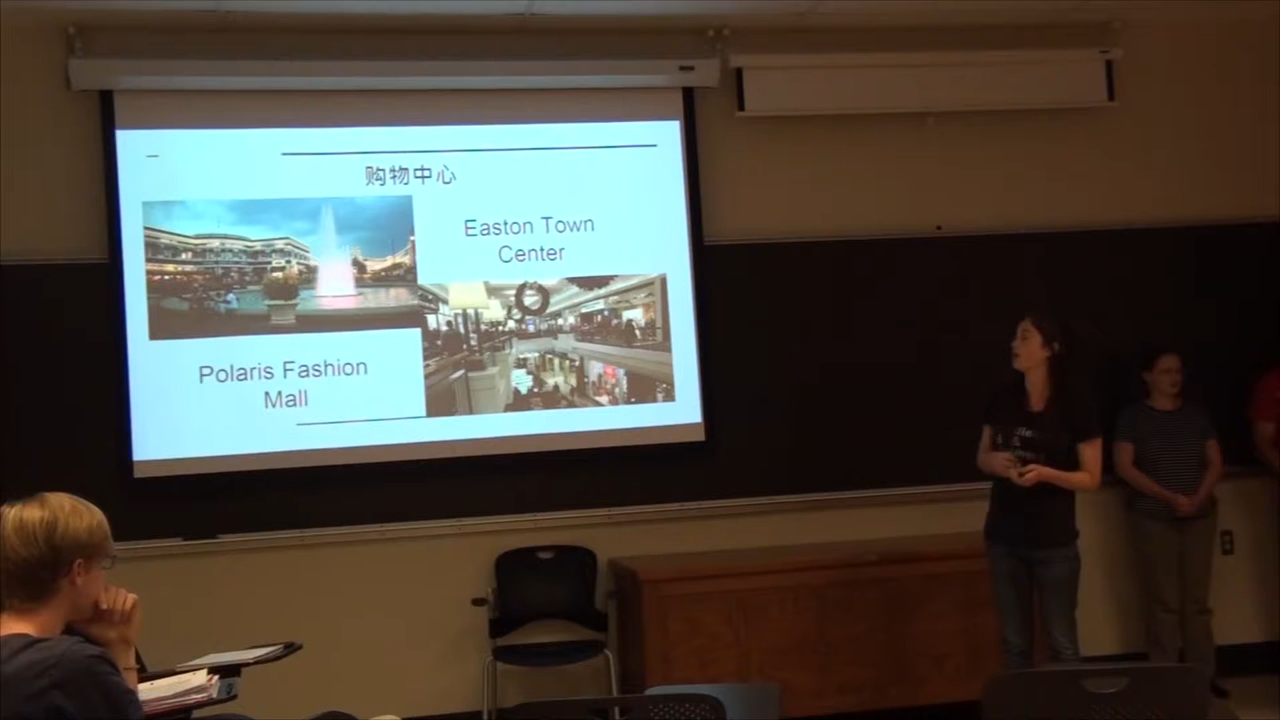 购物中心
Easton Town
Center
Polaris Fashion
Mall